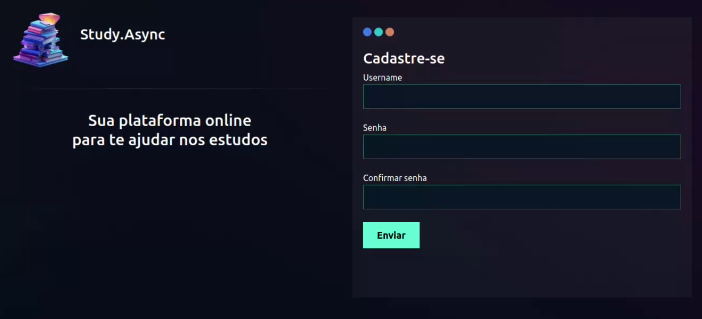 Study.Async
Sua plataforma online
para te ajudar nos estudos
Cadastre-se
Username
Senha
Confirmar senha
Enviar